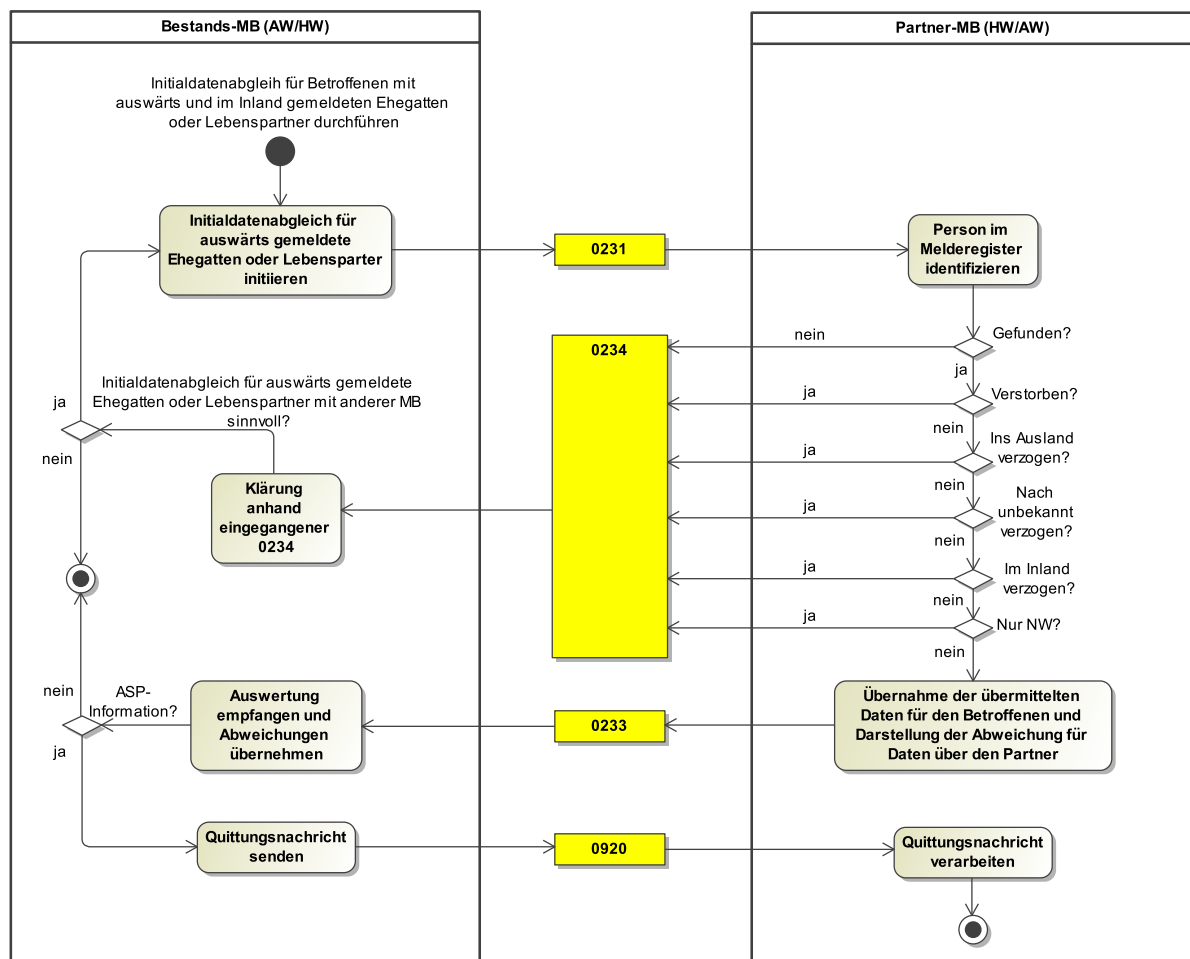 Bestands-MB (AW/HW)
Partner-MB (HW/AW)
Initialdatenabgleih für Betroffenen mit
auswärts und im Inland gemeldeten Ehegatten
oder Lebenspartner durchführen
Initialdatenabgleich für
auswärts gemeldete
Ehegatten oder Lebensparter
initiieren
0231
Person im
Melderegister
identifizieren
Gefunden?
nein
ja
0234
Verstorben?
ja
nein
Ins Ausland
verzogen?
ja
nein
Nach
unbekannt
verzogen?
ja
nein
Im Inland
verzogen?
ja
nein
Nur NW?
ja
nein
Initialdatenabgleich für auswärts gemeldete
Ehegatten oder Lebenspartner mit anderer MB
sinnvoll?
ja
nein
Klärung
anhand
eingegangener
0234
Übernahme der übermittelten
Daten für den Betroffenen und
Darstellung der Abweichung für
Daten über den Partner
0233
Auswertung
empfangen und
Abweichungen
übernehmen
ASP-
Information?
nein
ja
Quittungsnachricht
senden
0920
Quittungsnachricht
verarbeiten